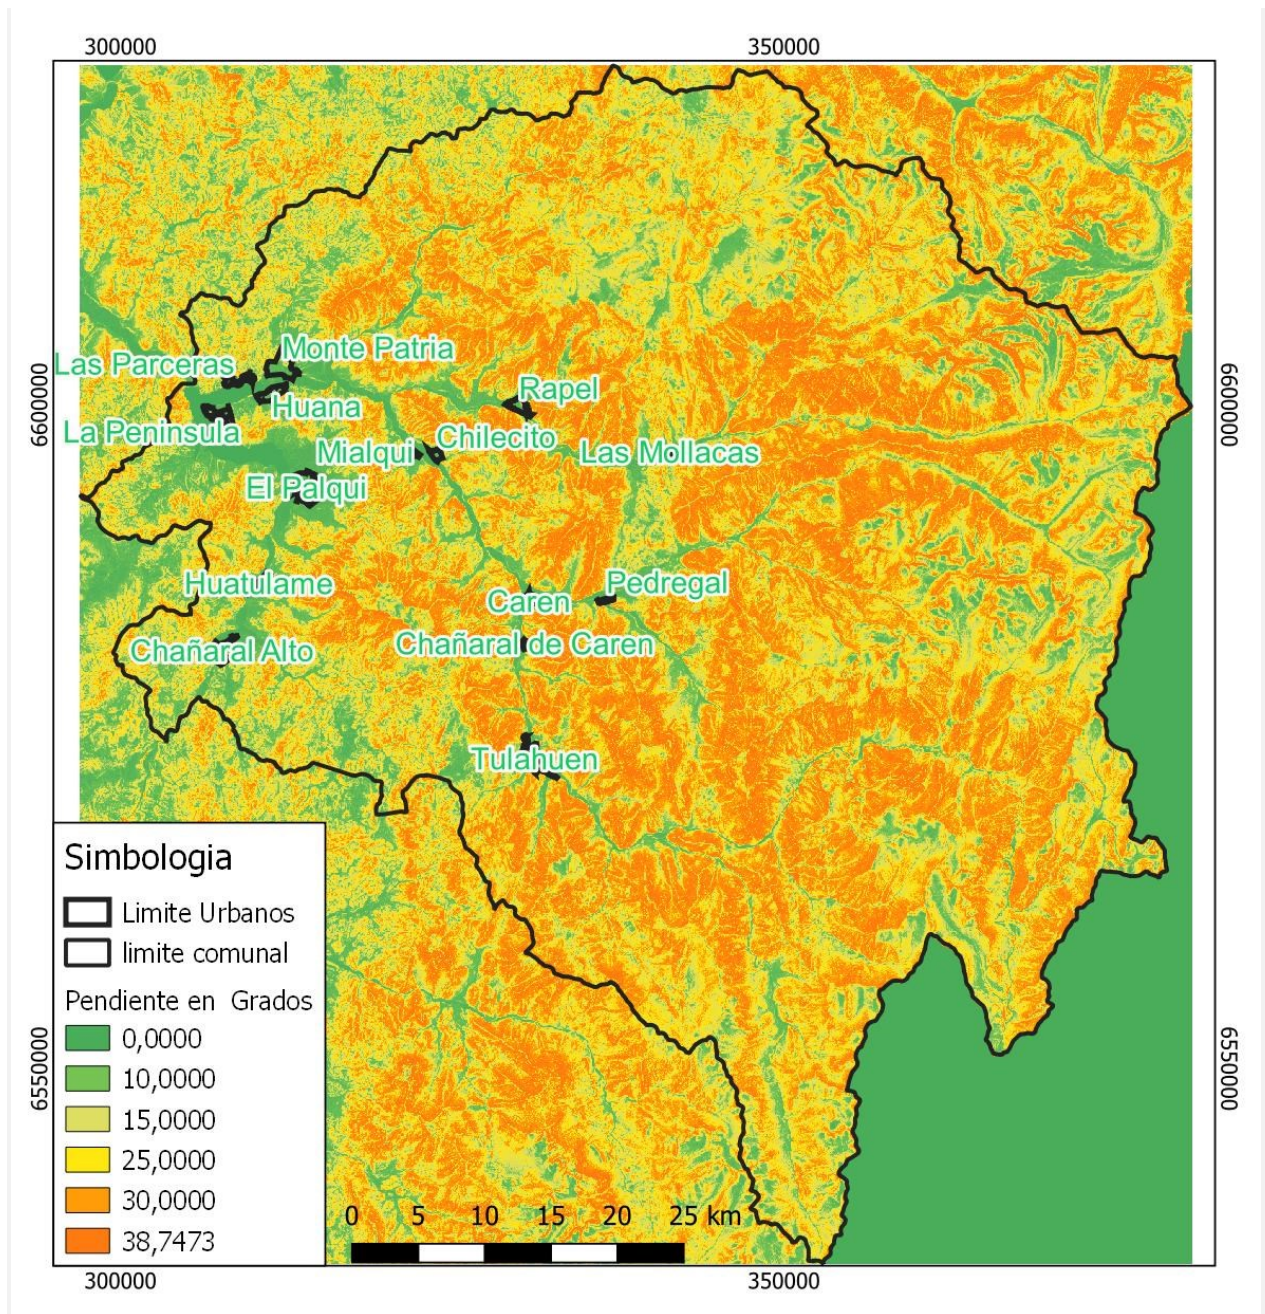 300000
350000
Monte Patria
Las Parceras
Rapel
Huana
La Peninsula
Chilecito
Mialqui
Las Mollacas
El Palqui
Huatulame
Pedregal
Caren
Chañaral de Caren
Chañaral Alto
Tulahuen
6600000
6600000
6550000
6550000
Simbologia
Limite Urbanos
limite comunal
Pendiente en Grados
0,0000
10,0000
15,0000
25,0000
30,0000
38,7473
0 5 10 15 20 25 km
300000
350000